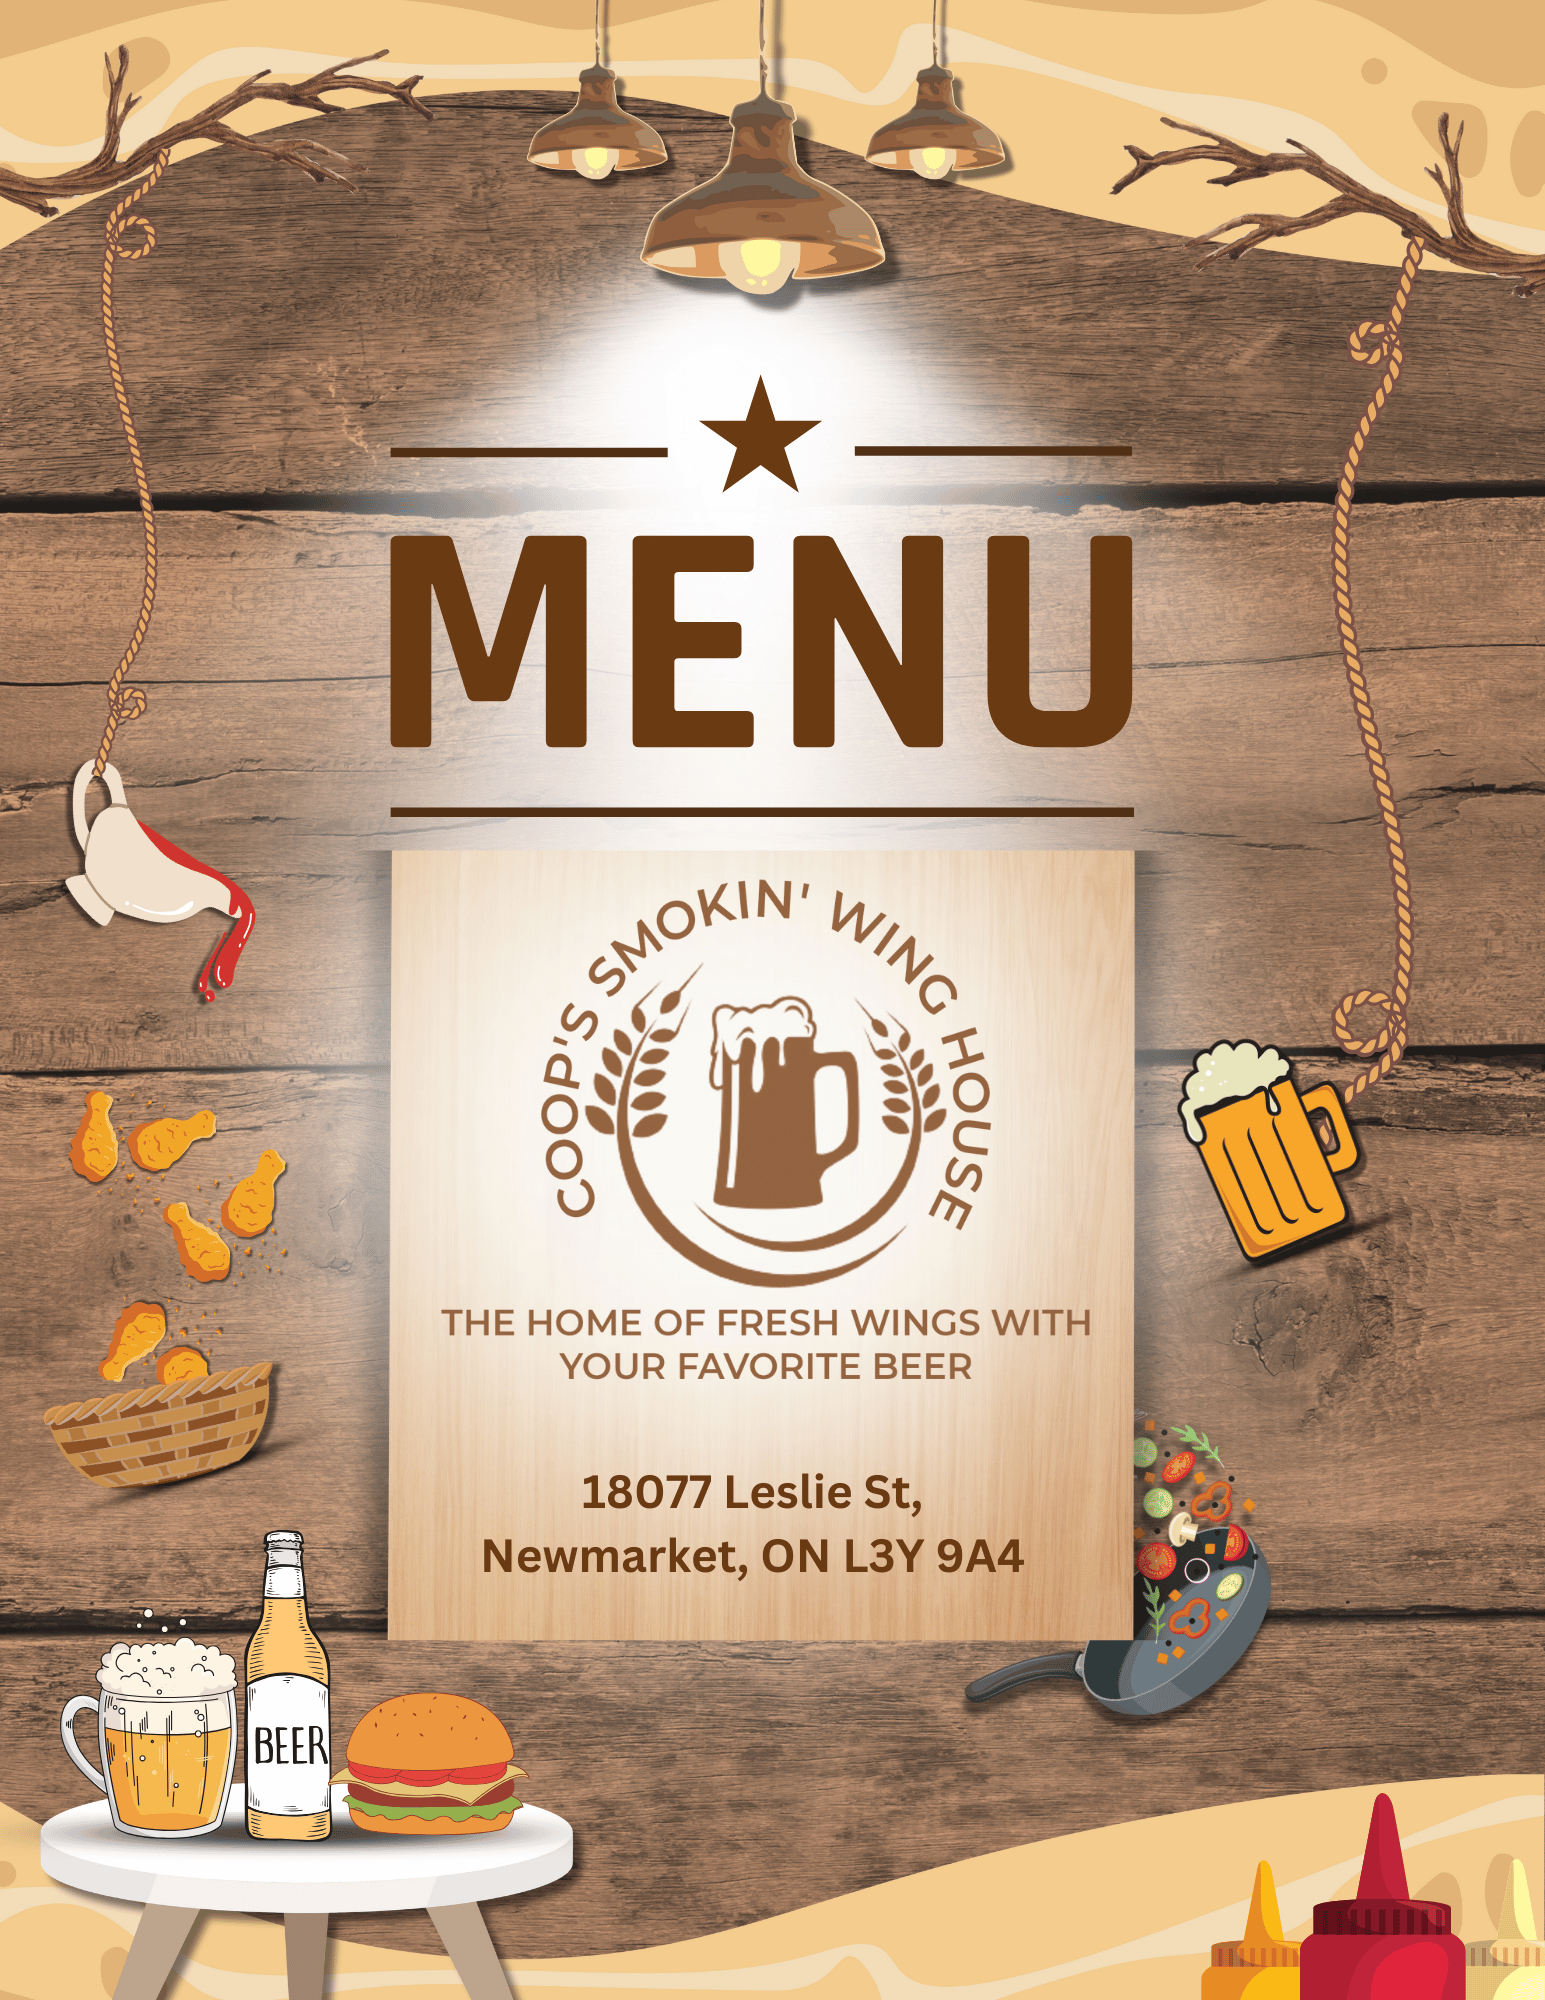 MENU
COOP'S SMOKIN' WING HOUSE
THE HOME OF FRESH WINGS WITH
YOUR FAVORITE BEER
18077 Leslie St,
Newmarket, ON L3Y 9A4
BEER